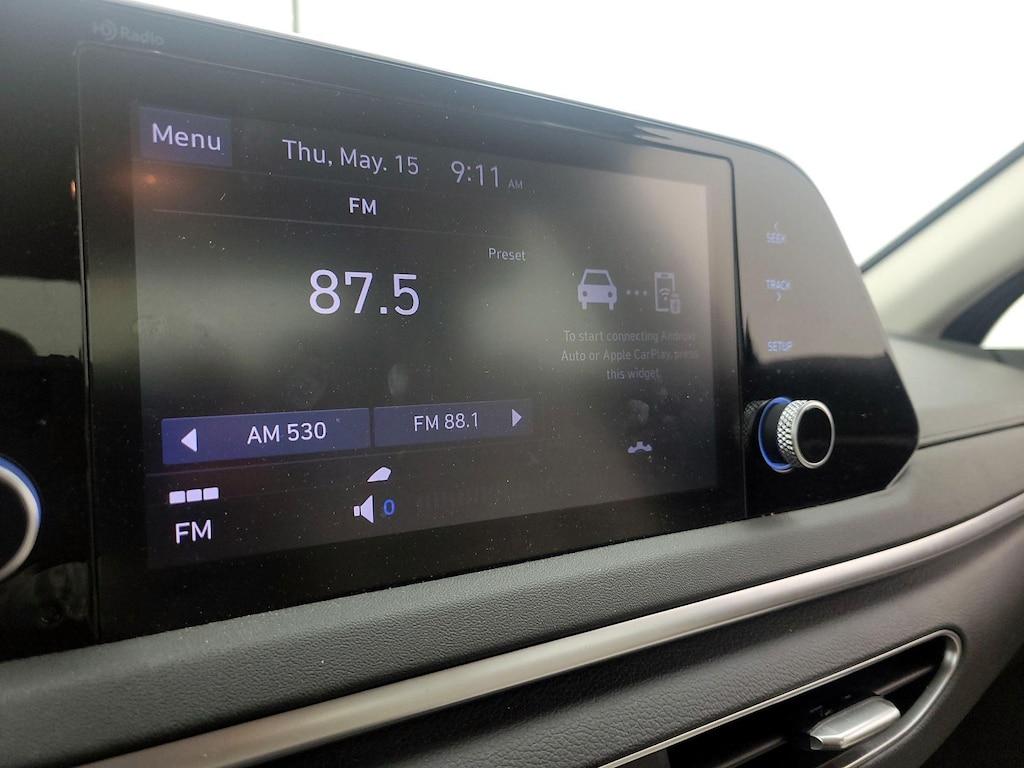 HD Radio
Menu
Thu, May. 15
9:11 AM
FM
Preset
87.5
To start connecting Android
Auto or Apple CarPlay, press
this widget.
AM 530
FM 88.1
FM
0
SEEK
TRACK
SETUP